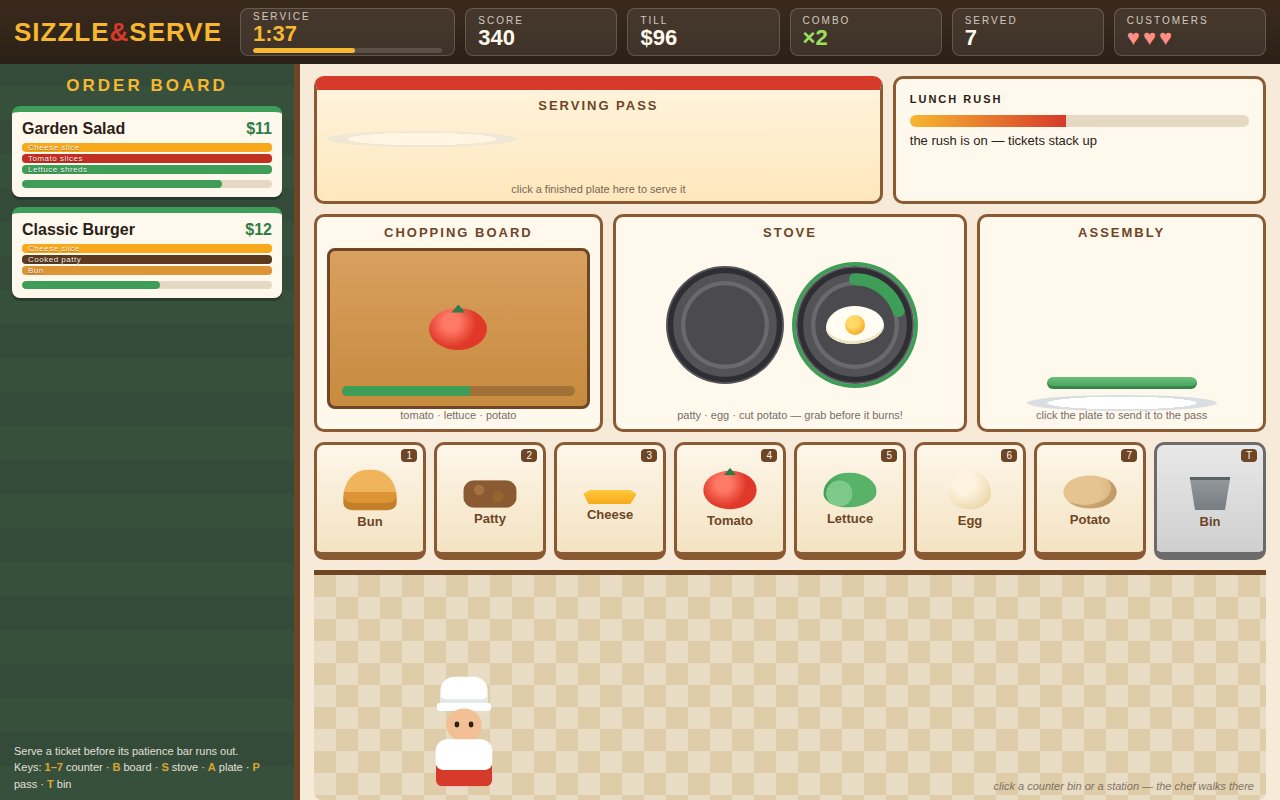 SIZZLE&SERVE
SERVICE
1:37
SCORE
340
TILL
$96
COMBO
×2
SERVED
7
CUSTOMERS
ORDER BOARD
Garden Salad $11
Cheese slice
Tomato slices
Lettuce shreds
Classic Burger $12
Cheese slice
Cooked patty
Bun
Serve a ticket before its patience bar runs out.
Keys: 1–7 counter · B board · S stove · A plate · P
pass · T bin
SERVING PASS
click a finished plate here to serve it
LUNCH RUSH
the rush is on — tickets stack up
CHOPPING BOARD
tomato · lettuce · potato
STOVE
patty · egg · cut potato — grab before it burns!
ASSEMBLY
click the plate to send it to the pass
1
Bun
2
Patty
3
Cheese
4
Tomato
5
Lettuce
6
Egg
7
Potato
T
Bin
click a counter bin or a station — the chef walks there